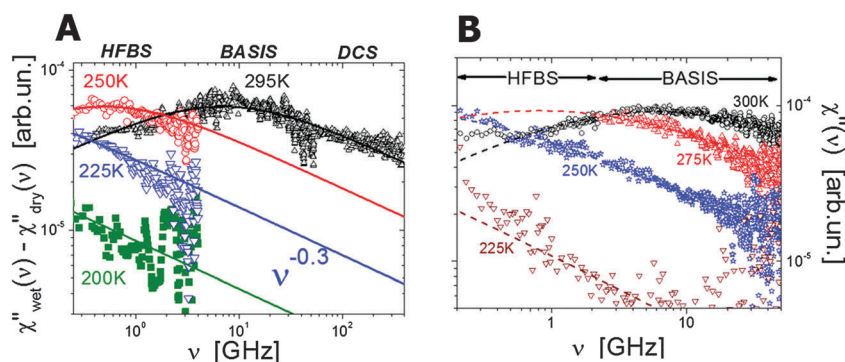 A
HFBS BASIS DCS
χ"wet(ν) – χ"dry(ν) [arb.un.]
10⁻⁴
10⁻⁵
250K
295K
225K
200K
ν^-0.3
10⁰ 10¹ 10²
ν [GHz]
B
HFBS BASIS
300K
275K
250K
225K
10⁻⁴
10⁻⁵
χ"(ν) [arb.un.]
1 10
ν [GHz]